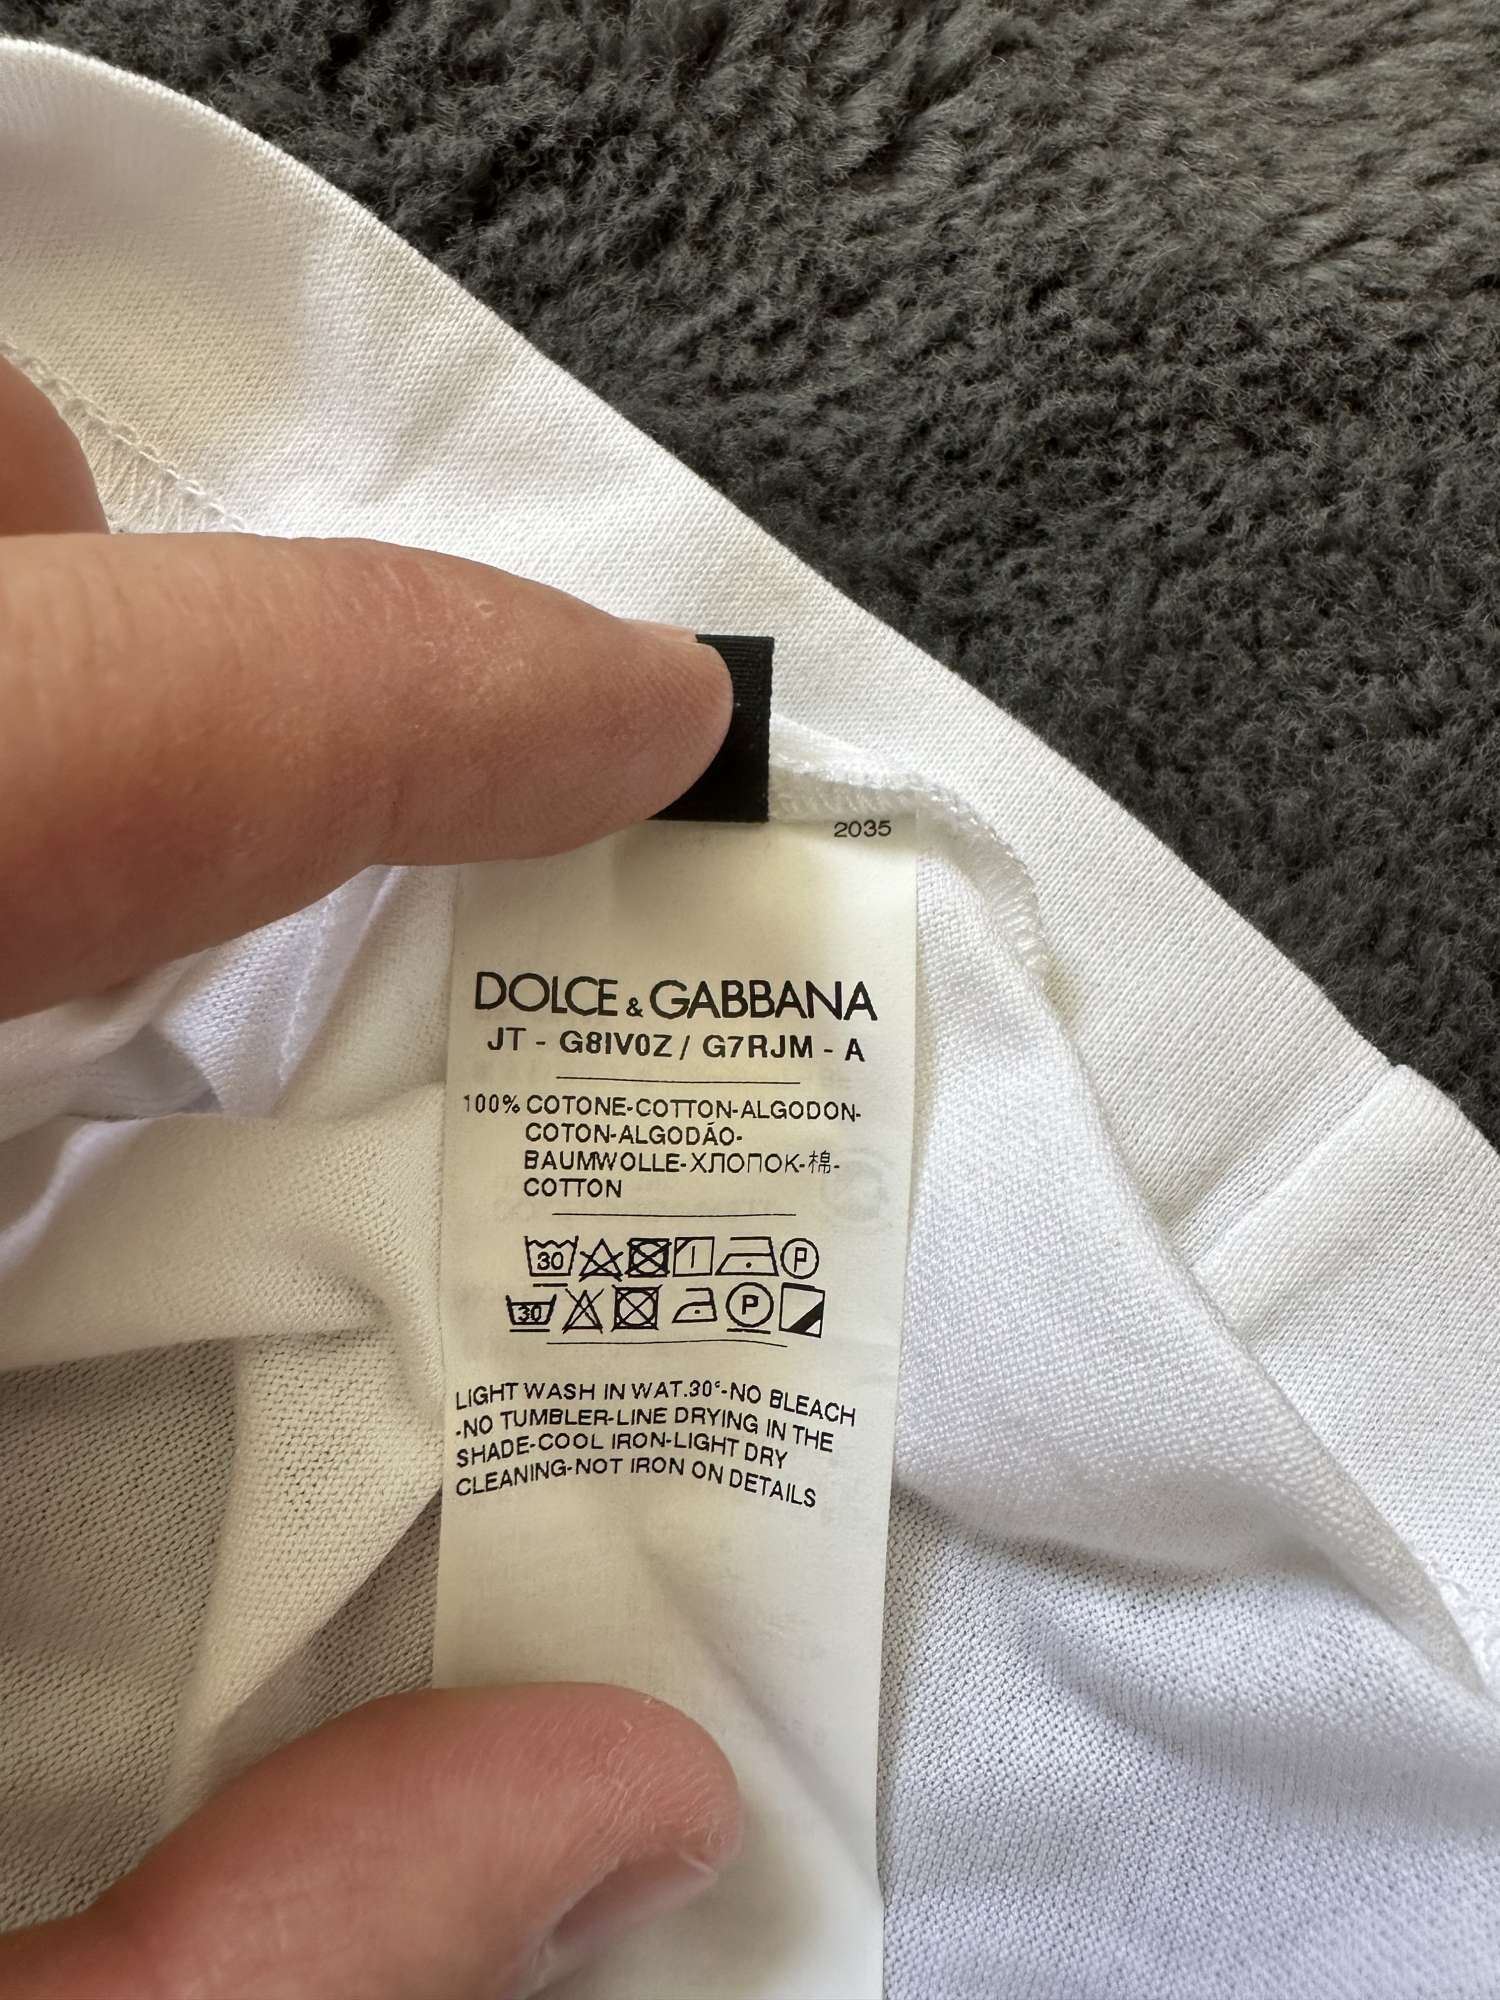 2035
DOLCE & GABBANA
JT - G8IV0Z / G7RJM - A
100% COTONE-COTTON-ALGODON-
COTON-ALGODÃO-
BAUMWOLLE-ХЛОПОК-棉-
COTTON
30 P
30 P
LIGHT WASH IN WAT.30°-NO BLEACH
-NO TUMBLER-LINE DRYING IN THE
SHADE-COOL IRON-LIGHT DRY
CLEANING-NOT IRON ON DETAILS